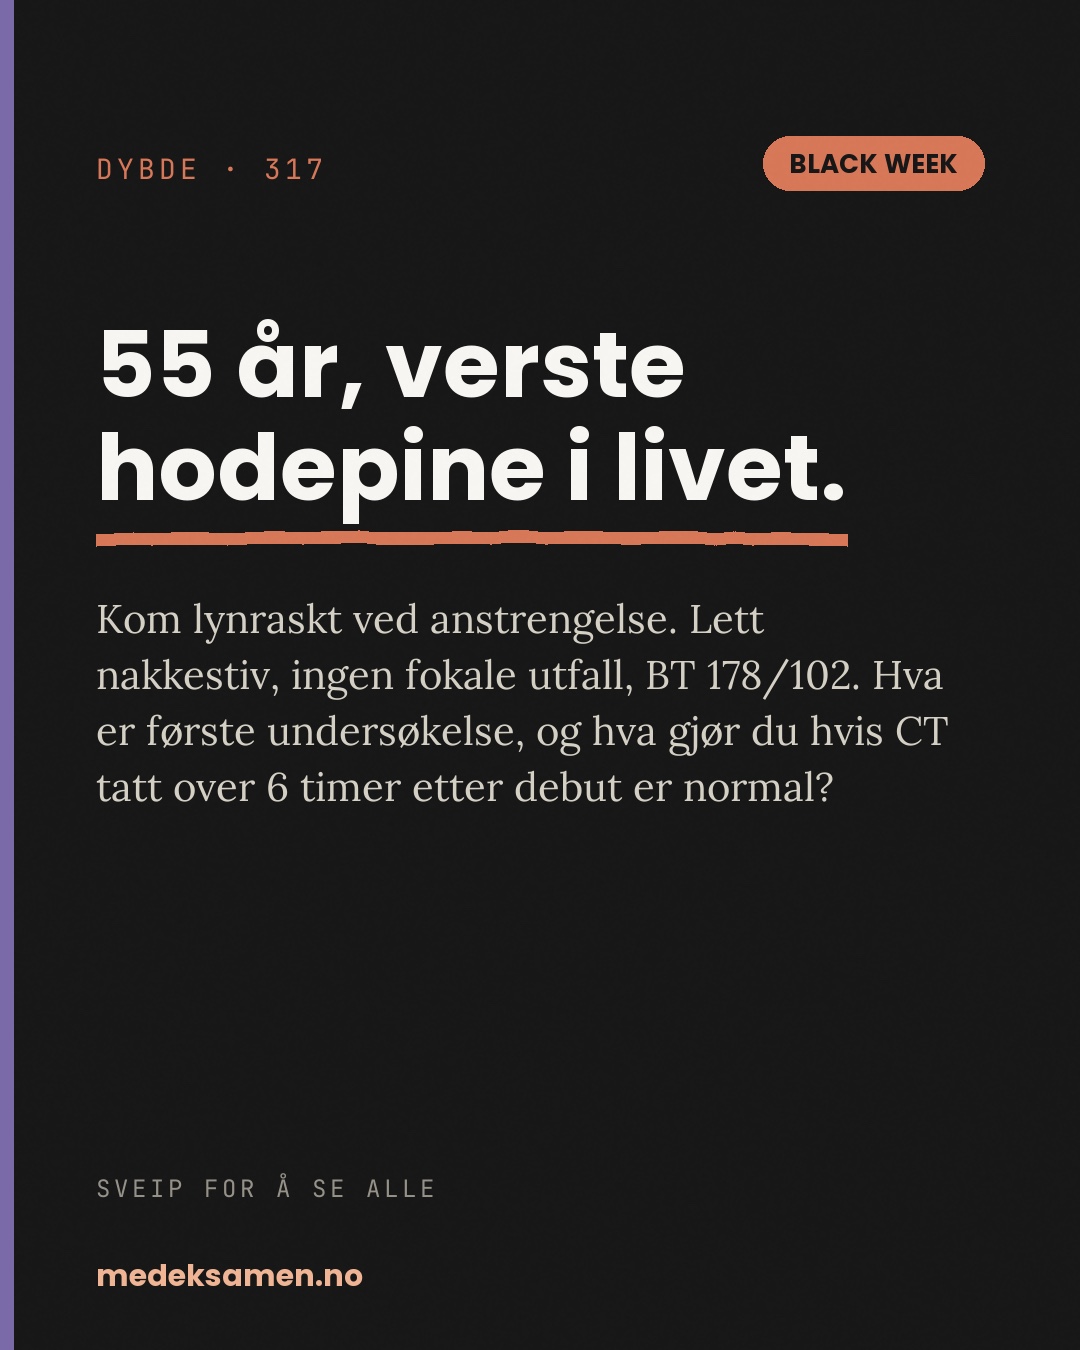 DYBDE · 317
BLACK WEEK
55 år, verste
hodepine i livet.
Kom lynraskt ved anstrengelse. Lett
nakkestiv, ingen fokale utfall, BT 178/102. Hva
er første undersøkelse, og hva gjør du hvis CT
tatt over 6 timer etter debut er normal?
SVEIP FOR Å SE ALLE
medeksamen.no